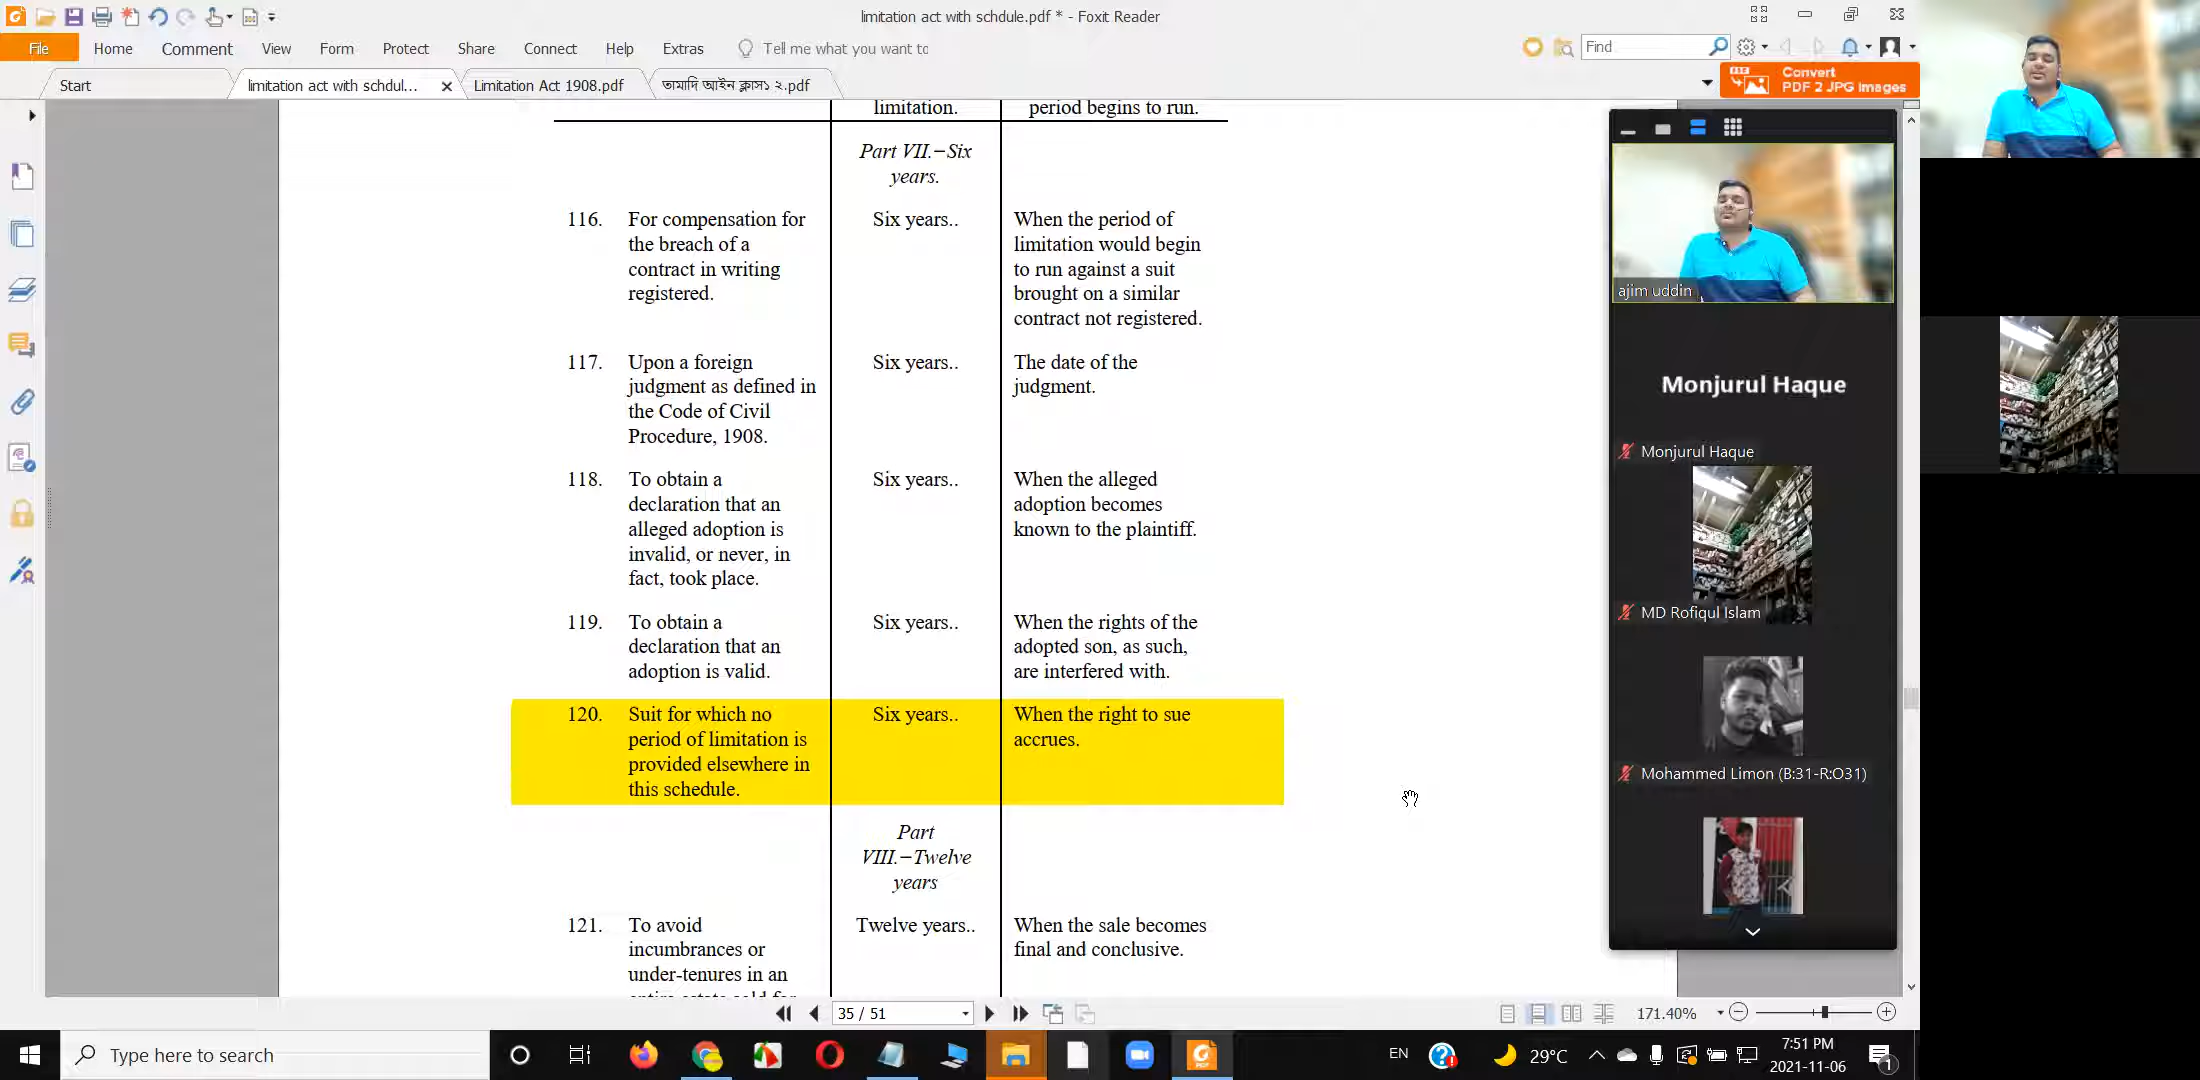 limitation act with schdule.pdf * - Foxit Reader
File Home Comment View Form Protect Share Connect Help Extras Tell me what you want to Find
Start limitation act with schdul... Limitation Act 1908.pdf তামাদি আইন ক্লাস১ ২.pdf
Convert
PDF 2 JPG Images
limitation. period begins to run.
Part VII.–Six
years.
116. For compensation for Six years.. When the period of
the breach of a limitation would begin
contract in writing to run against a suit
registered. brought on a similar
contract not registered.
117. Upon a foreign Six years.. The date of the
judgment as defined in judgment.
the Code of Civil
Procedure, 1908.
118. To obtain a Six years.. When the alleged
declaration that an adoption becomes
alleged adoption is known to the plaintiff.
invalid, or never, in
fact, took place.
119. To obtain a Six years.. When the rights of the
declaration that an adopted son, as such,
adoption is valid. are interfered with.
120. Suit for which no Six years.. When the right to sue
period of limitation is accrues.
provided elsewhere in
this schedule.
Part
VIII.–Twelve
years
121. To avoid Twelve years.. When the sale becomes
incumbrances or final and conclusive.
under-tenures in an
entire estate sold for
ajim uddin
Monjurul Haque
Monjurul Haque
MD Rofiqul Islam
Mohammed Limon (B:31-R:O31)
35 / 51
171.40%
Type here to search
EN
29°C
7:51 PM
2021-11-06
1